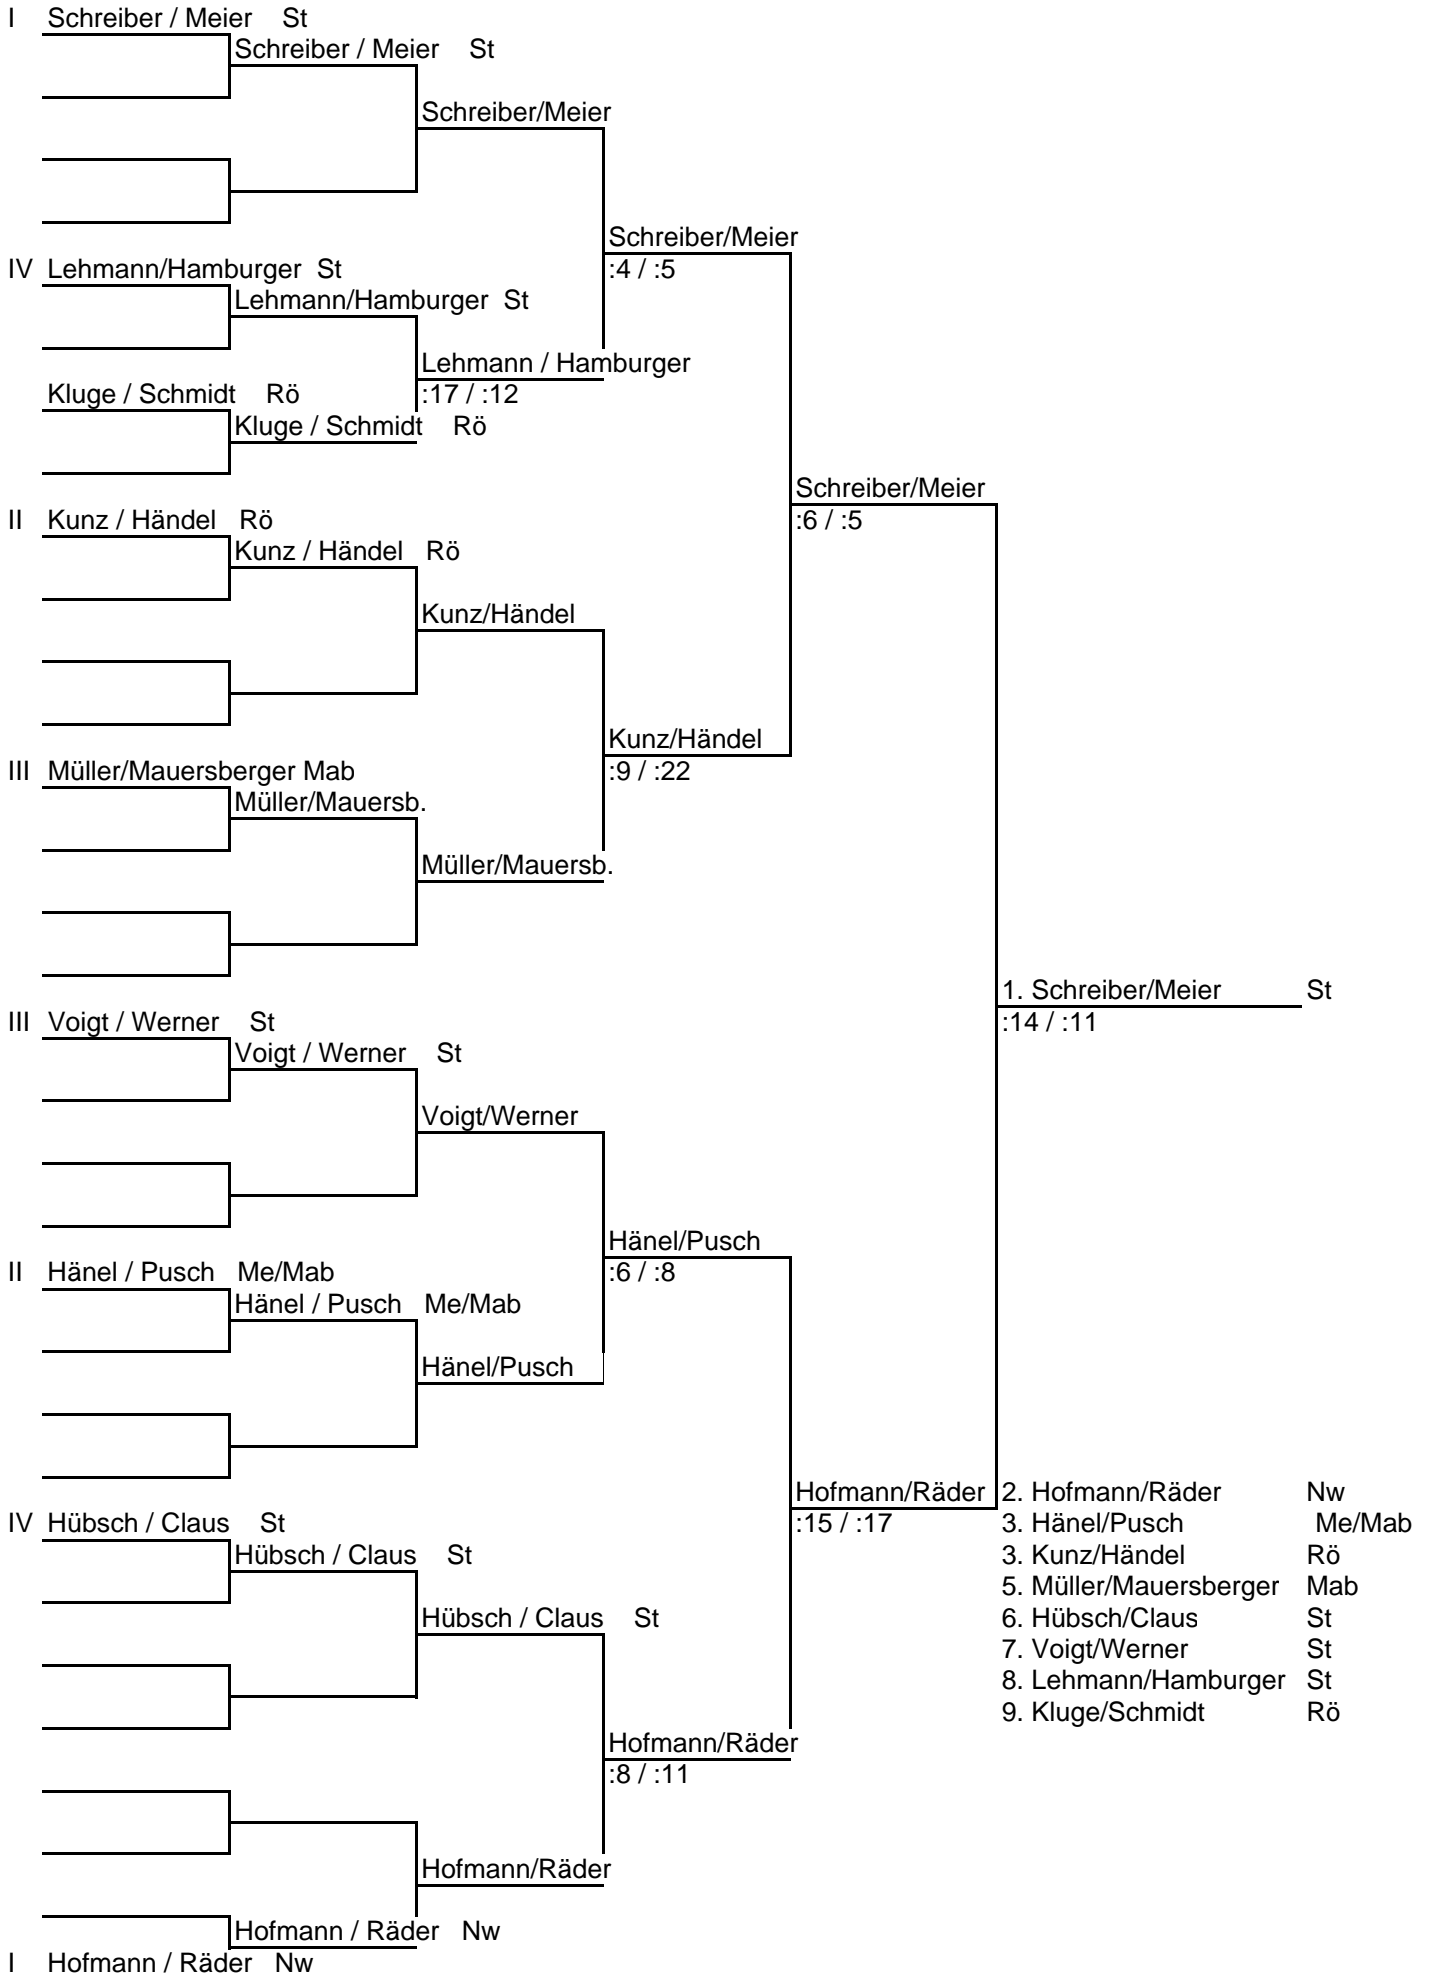 I Schreiber / Meier St
Schreiber / Meier St
Schreiber/Meier
Schreiber/Meier
IV Lehmann/Hamburger St
:4 / :5
Lehmann/Hamburger St
Lehmann / Hamburger
Kluge / Schmidt Rö
:17 / :12
Kluge / Schmidt Rö
Schreiber/Meier
II Kunz / Händel Rö
:6 / :5
Kunz / Händel Rö
Kunz/Händel
Kunz/Händel
III Müller/Mauersberger Mab
:9 / :22
Müller/Mauersb.
Müller/Mauersb.
1. Schreiber/Meier St
III Voigt / Werner St
:14 / :11
Voigt / Werner St
Voigt/Werner
Hänel/Pusch
II Hänel / Pusch Me/Mab
:6 / :8
Hänel / Pusch Me/Mab
Hänel/Pusch
Hofmann/Räder
2. Hofmann/Räder Nw
IV Hübsch / Claus St
:15 / :17
3. Hänel/Pusch Me/Mab
Hübsch / Claus St
3. Kunz/Händel Rö
5. Müller/Mauersberger Mab
Hübsch / Claus St
6. Hübsch/Claus St
7. Voigt/Werner St
8. Lehmann/Hamburger St
9. Kluge/Schmidt Rö
Hofmann/Räder
:8 / :11
Hofmann/Räder
Hofmann / Räder Nw
I Hofmann / Räder Nw